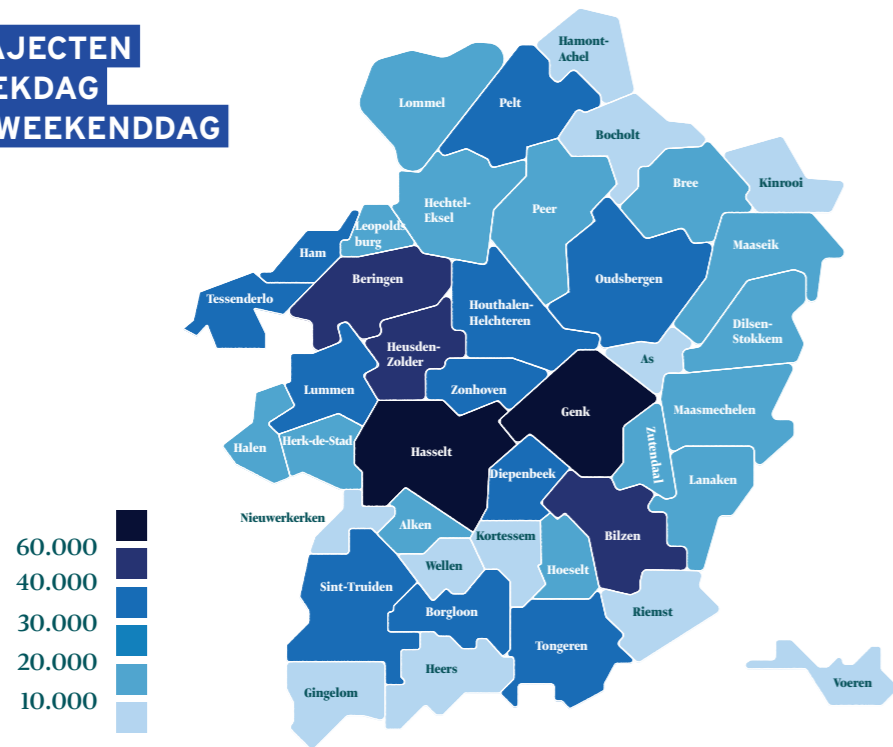 AJECTEN
EKDAG
WEEKENDDAG
Hamont-
Achel
Lommel
Pelt
Bocholt
Bree
Kinrooi
Hechtel-
Eksel
Peer
Leopolds
burg
Ham
Maaseik
Beringen
Oudsbergen
Tessenderlo
Houthalen-
Helchteren
Dilsen-
Stokkem
Heusden-
Zolder
As
Lummen
Zonhoven
Genk
Maasmechelen
Halen
Herk-de-Stad
Hasselt
Zutendaal
Diepenbeek
Lanaken
Nieuwerkerken
Alken
Kortessem
Bilzen
Wellen
Hoeselt
Sint-Truiden
Borgloon
Riemst
Tongeren
Heers
Gingelom
Voeren
60.000
40.000
30.000
20.000
10.000